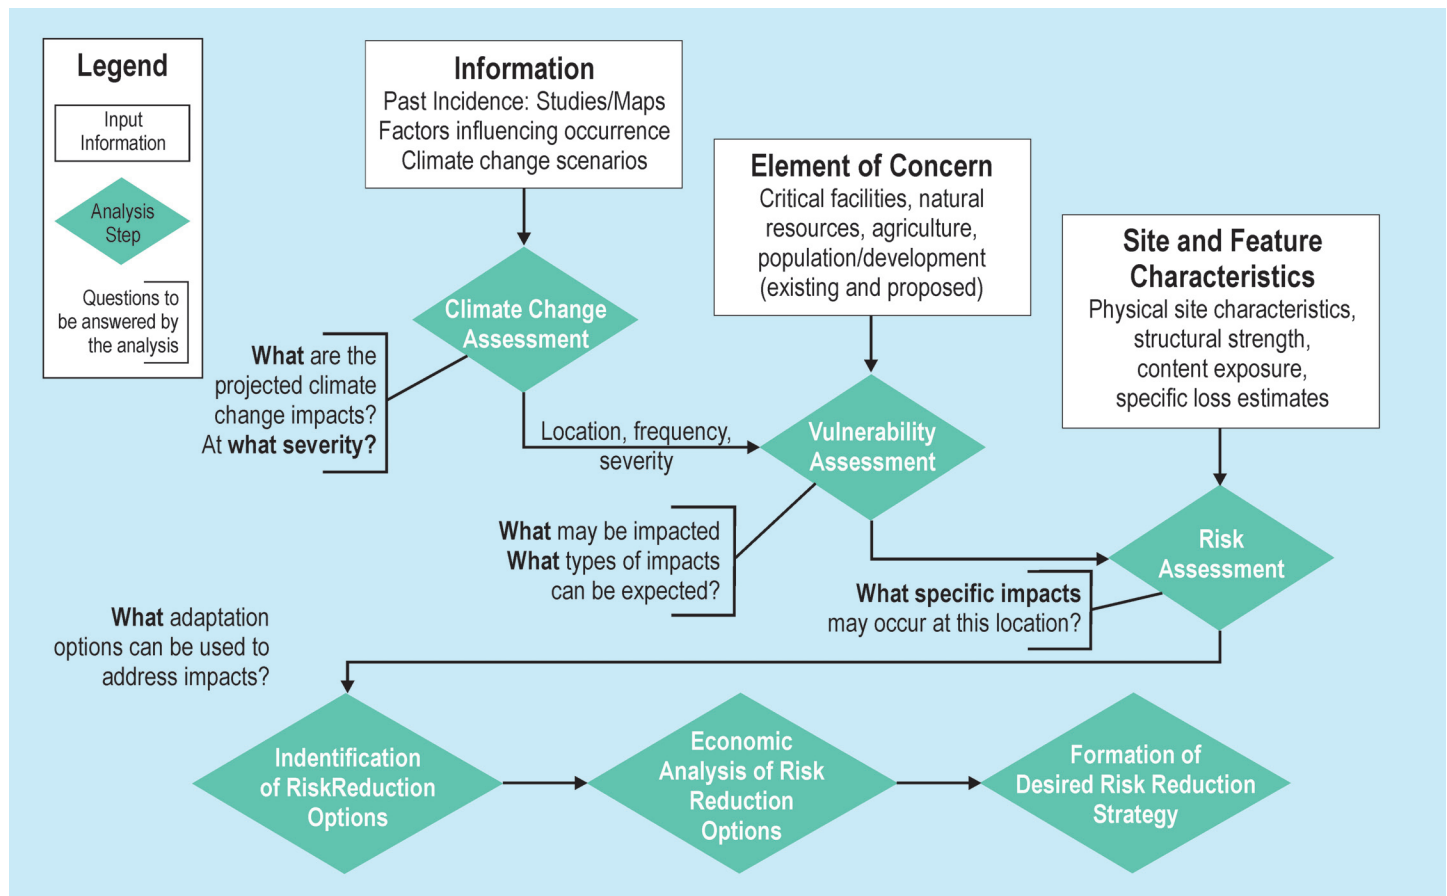 Legend
Input
Information
Analysis
Step
Questions to
be answered by
the analysis
Information
Past Incidence: Studies/Maps
Factors influencing occurrence
Climate change scenarios
Element of Concern
Critical facilities, natural
resources, agriculture,
population/development
(existing and proposed)
Site and Feature
Characteristics
Physical site characteristics,
structural strength,
content exposure,
specific loss estimates
Climate Change
Assessment
What are the
projected climate
change impacts?
At what severity?
Location, frequency,
severity
Vulnerability
Assessment
What may be impacted
What types of impacts
can be expected?
Risk
Assessment
What specific impacts
may occur at this location?
What adaptation
options can be used to
address impacts?
Indentification
of RiskReduction
Options
Economic
Analysis of Risk
Reduction
Options
Formation of
Desired Risk Reduction
Strategy